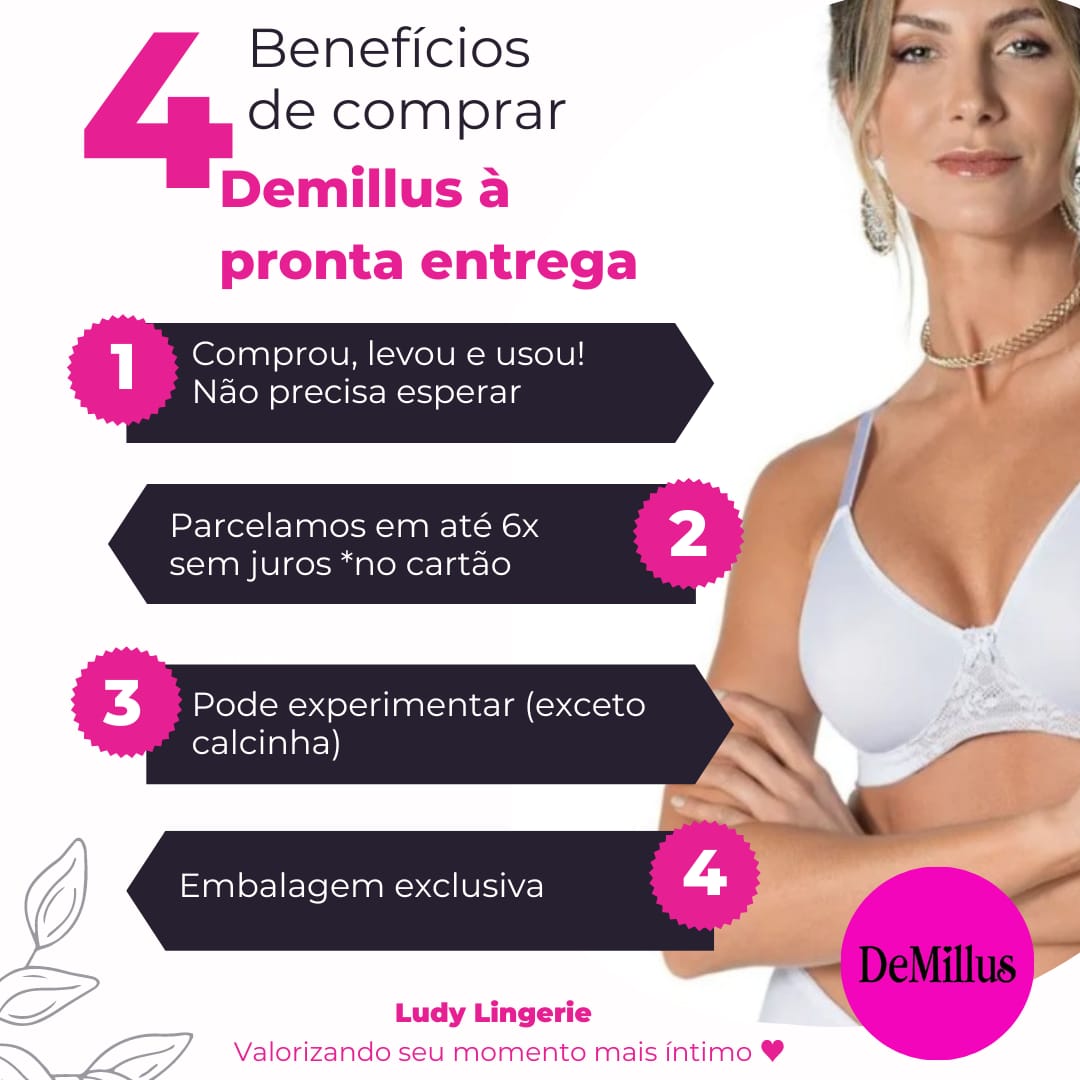 4
Benefícios
de comprar
Demillus à
pronta entrega
1
Comprou, levou e usou!
Não precisa esperar
Parcelamos em até 6x
sem juros *no cartão
2
3
Pode experimentar (exceto
calcinha)
Embalagem exclusiva
4
DeMillus
Ludy Lingerie
Valorizando seu momento mais íntimo ♥